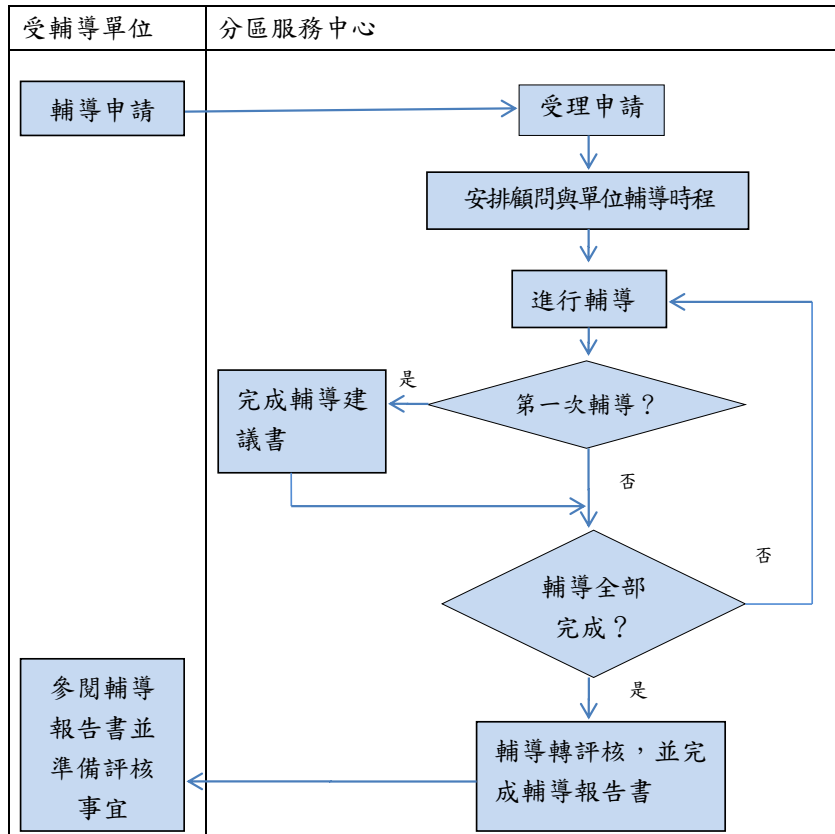 受輔導單位
分區服務中心
輔導申請
受理申請
安排顧問與單位輔導時程
進行輔導
第一次輔導？
是
完成輔導建
議書
否
輔導全部
完成？
否
是
輔導轉評核，並完
成輔導報告書
參閱輔導
報告書並
準備評核
事宜